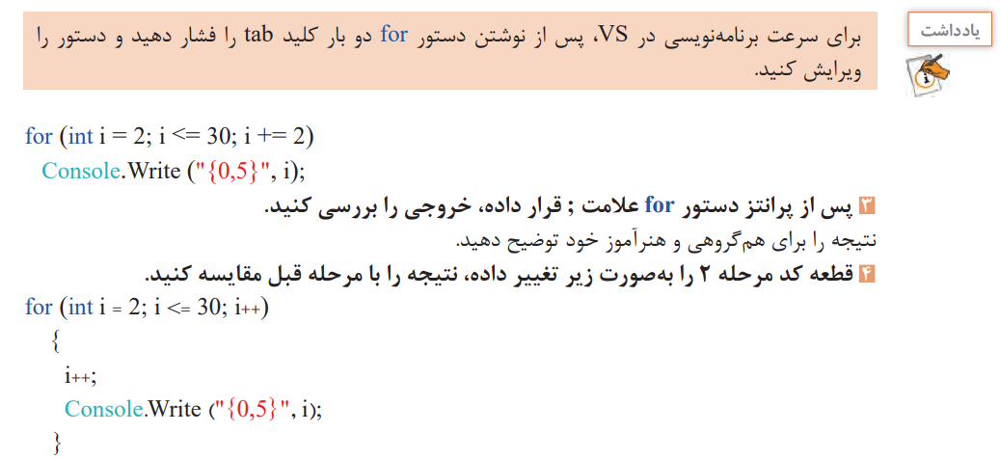 یادداشت
برای سرعت برنامه‌نویسی در VS، پس از نوشتن دستور for دو بار کلید tab را فشار دهید و دستور را
ویرایش کنید.
for (int i = 2; i <= 30; i += 2)
Console.Write ("{0,5}", i);
۳ پس از پرانتز دستور for علامت ; قرار داده، خروجی را بررسی کنید.
نتیجه را برای هم‌گروهی و هنرآموز خود توضیح دهید.
۴ قطعه کد مرحله ۲ را به‌صورت زیر تغییر داده، نتیجه را با مرحله قبل مقایسه کنید.
for (int i = 2; i <= 30; i++)
{
i++;
Console.Write ("{0,5}", i);
}